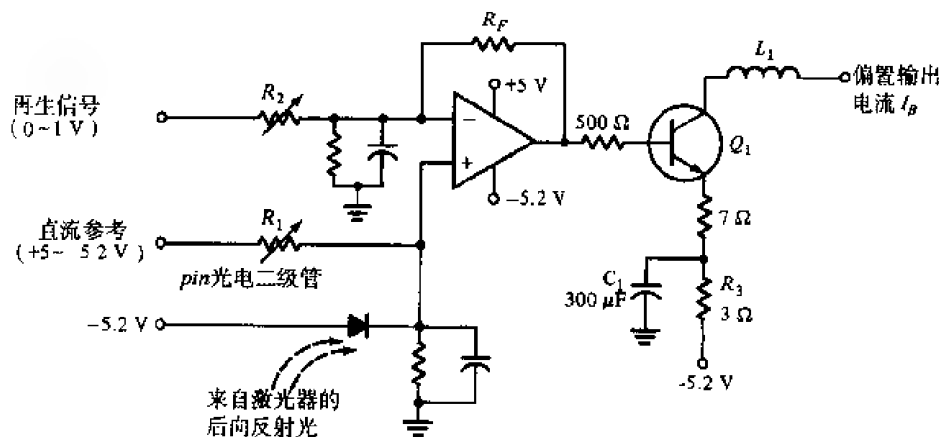 R_F
L_1
+5 V
偏置输出
电流 I_B
再生信号
(0~1 V)
R_2
−
500 Ω
Q_1
+
−5.2 V
7 Ω
直流参考
(+5~ 5.2 V)
R_1
pin光电二级管
C_1
300 μF
R_3
3 Ω
−5.2 V
-5.2 V
来自激光器的
后向反射光